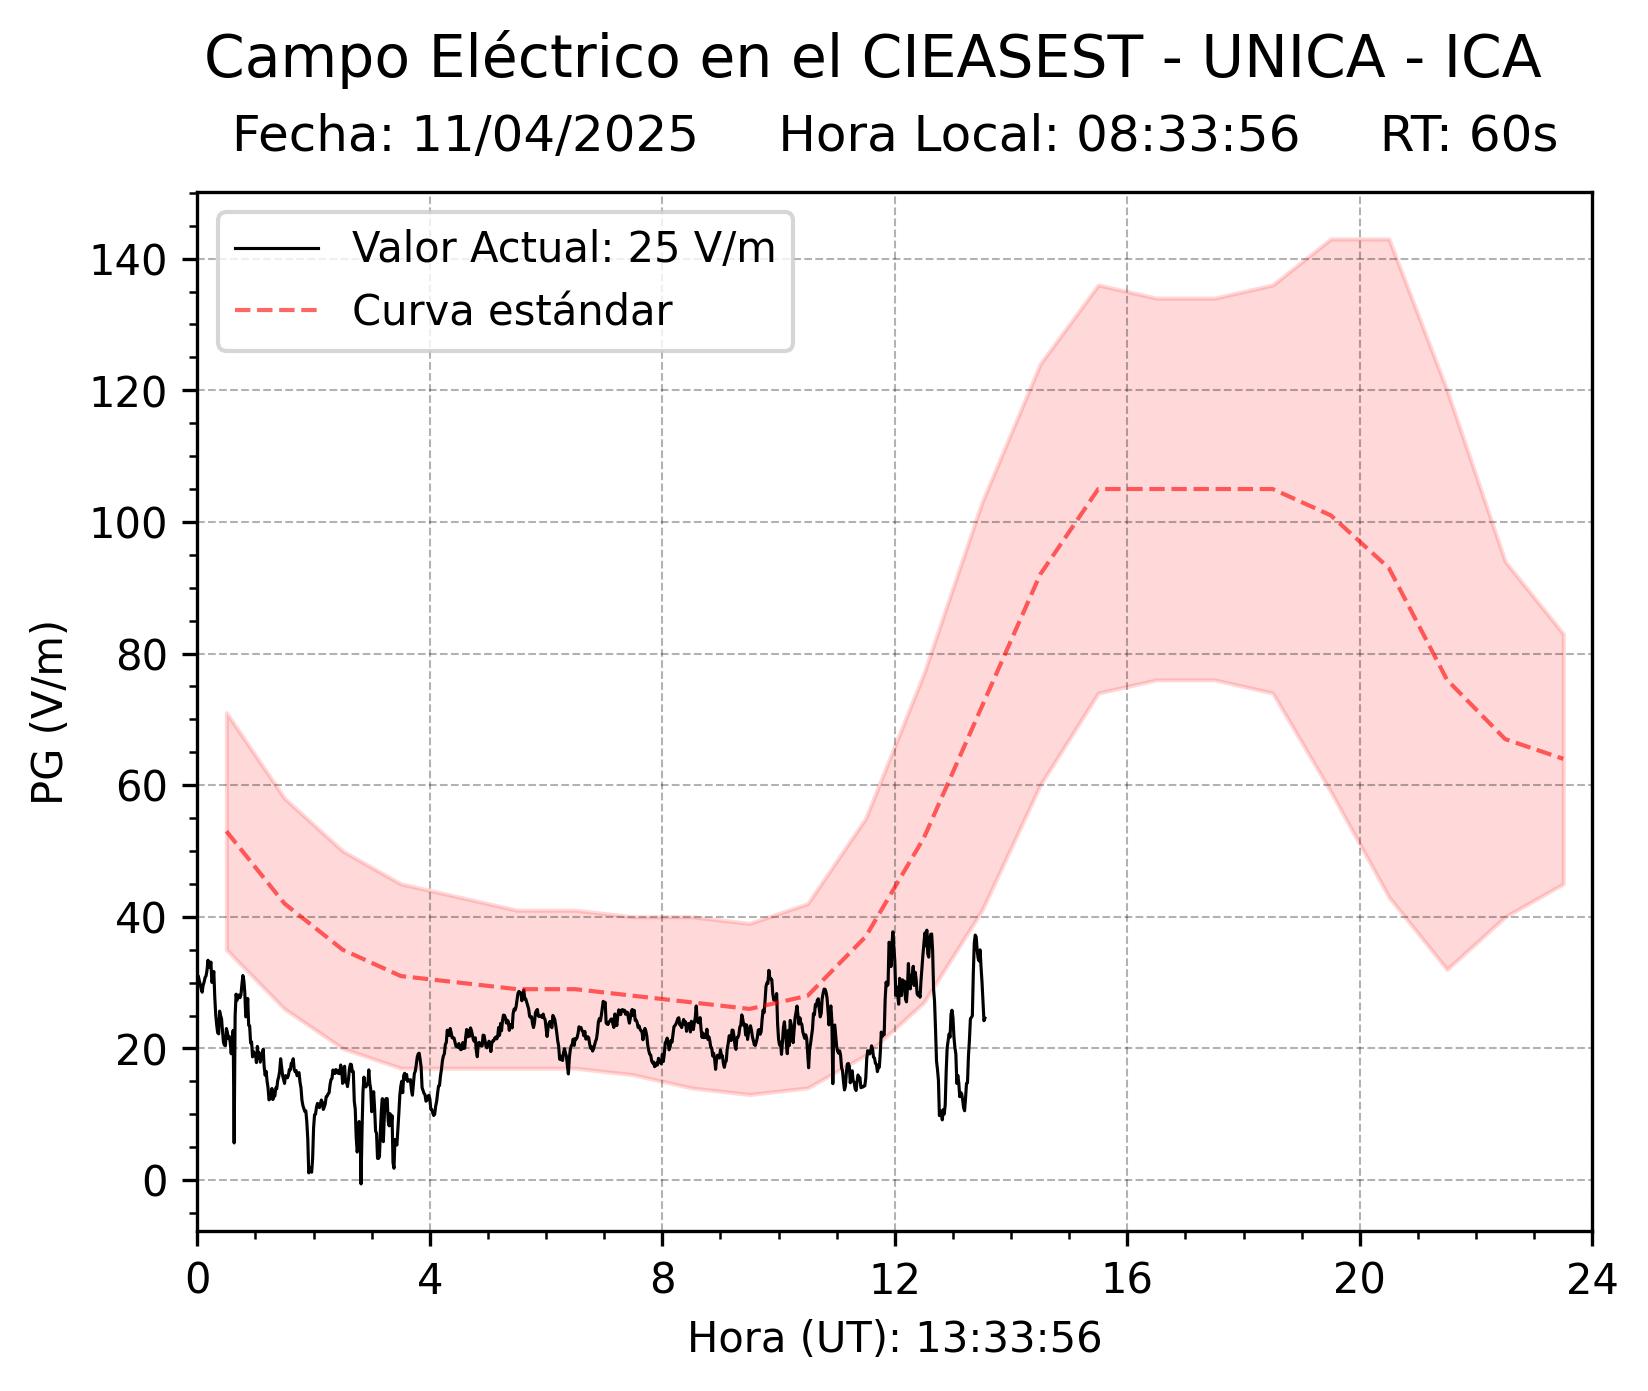 Campo Eléctrico en el CIEASEST - UNICA - ICA
Fecha: 11/04/2025 Hora Local: 08:33:56 RT: 60s
Valor Actual: 25 V/m
Curva estándar
140
120
100
80
60
40
20
0
PG (V/m)
0 4 8 12 16 20 24
Hora (UT): 13:33:56